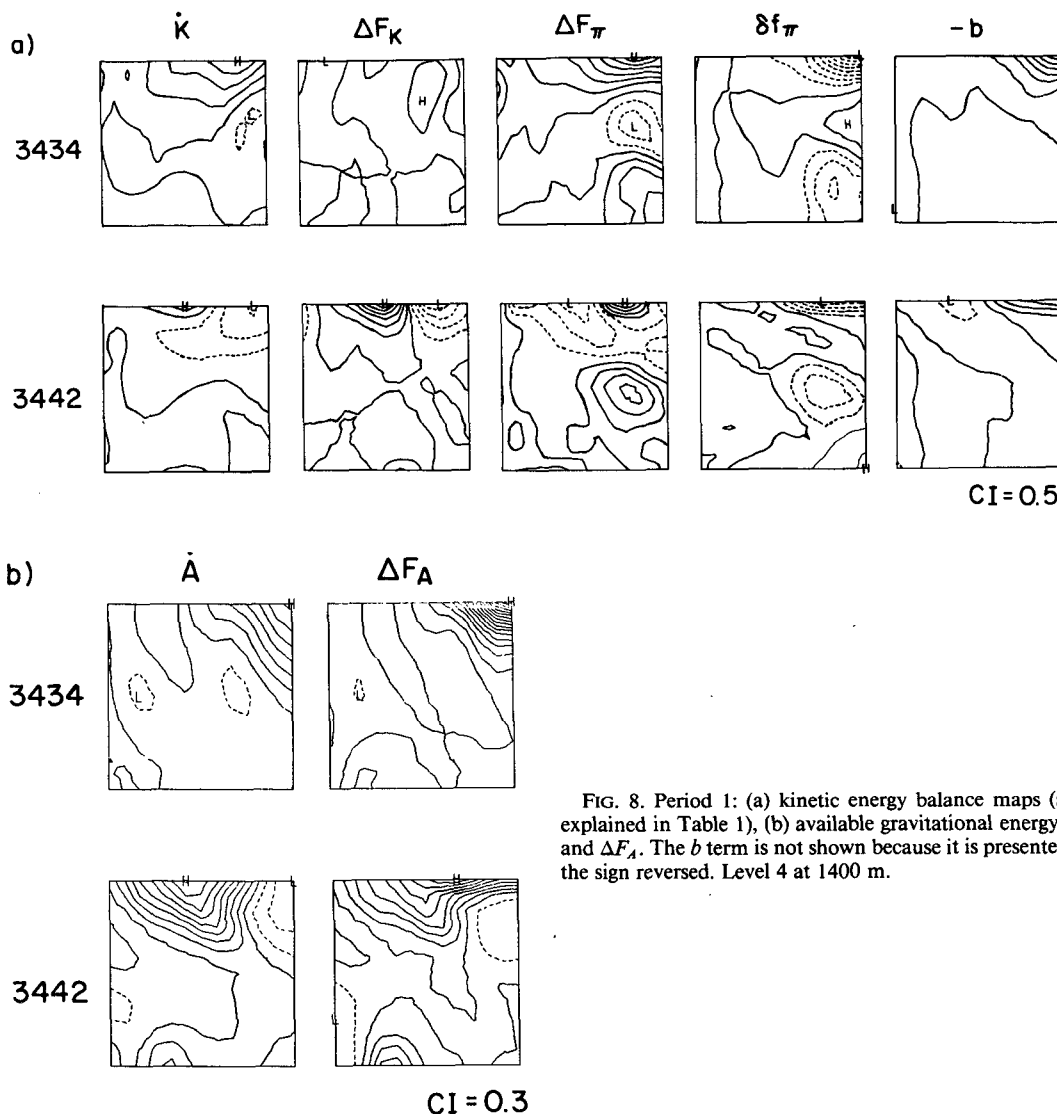 a) K̇ ΔF_K ΔF_π δf_π -b
3434
3442
CI = 0.5
b) Ȧ ΔF_A
3434
3442
CI = 0.3
FIG. 8. Period 1: (a) kinetic energy balance maps (
explained in Table 1), (b) available gravitational energy
and ΔF_A. The b term is not shown because it is presente
the sign reversed. Level 4 at 1400 m.